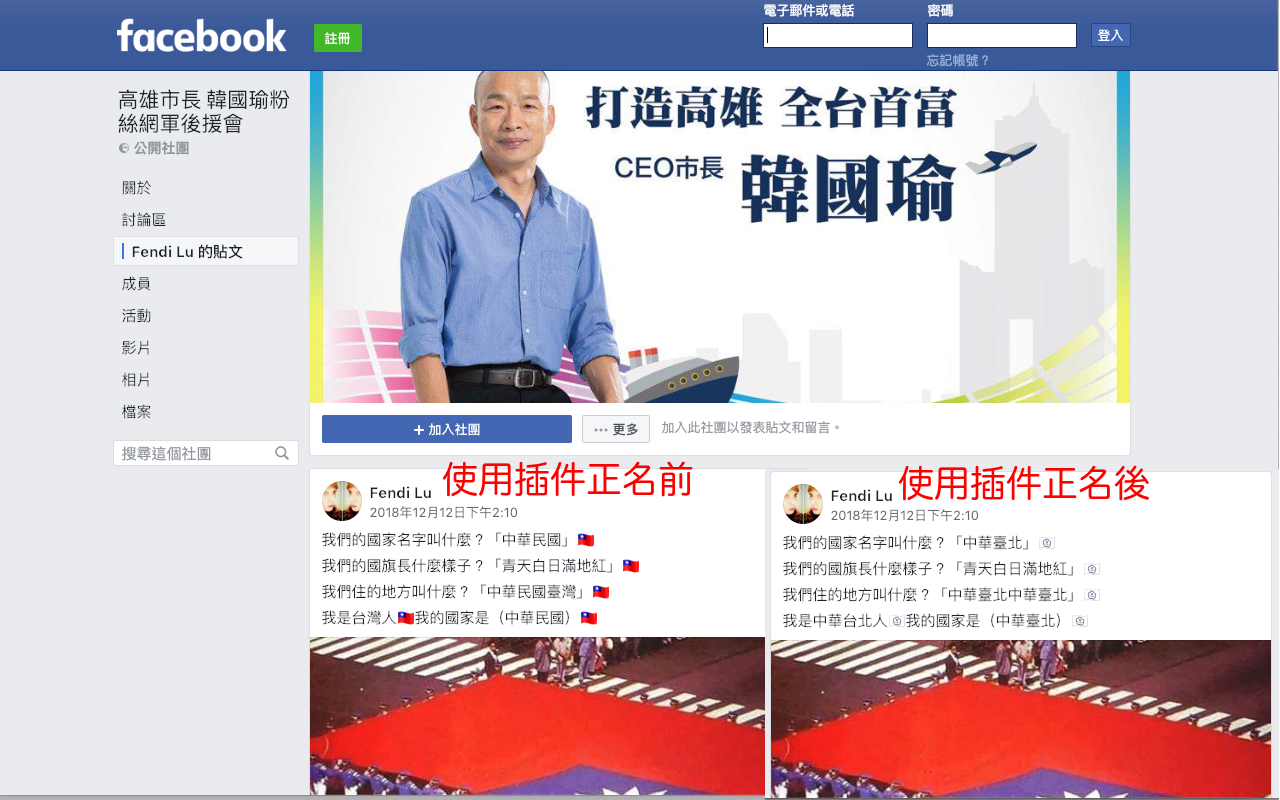 facebook
註冊
電子郵件或電話
密碼
登入
忘記帳號？
高雄市長 韓國瑜粉
絲網軍後援會
公開社團
關於
討論區
Fendi Lu 的貼文
成員
活動
影片
相片
檔案
搜尋這個社團
打造高雄 全台首富
CEO市長 韓國瑜
加入社團
更多
加入此社團以發表貼文和留言。
使用插件正名前
Fendi Lu
2018年12月12日下午2:10
我們的國家名字叫什麼？「中華民國」🇹🇼
我們的國旗長什麼樣子？「青天白日滿地紅」🇹🇼
我們住的地方叫什麼？「中華民國臺灣」🇹🇼
我是台灣人🇹🇼我的國家是（中華民國）🇹🇼
使用插件正名後
Fendi Lu
2018年12月12日下午2:10
我們的國家名字叫什麼？「中華臺北」
我們的國旗長什麼樣子？「青天白日滿地紅」
我們住的地方叫什麼？「中華臺北中華臺北」
我是中華台北人我的國家是（中華臺北）